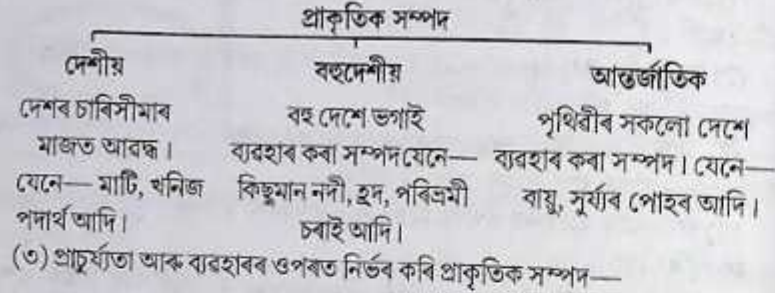 প্ৰাকৃতিক সম্পদ
দেশীয়
দেশৰ চাৰিসীমাৰ
মাজত আবদ্ধ।
যেনে— মাটি, খনিজ
পদাৰ্থ আদি।
বহুদেশীয়
বহু দেশে ভগাই
ব্যৱহাৰ কৰা সম্পদ যেনে—
কিছুমান নদী, হ্ৰদ, পৰিভ্ৰমী
চৰাই আদি।
আন্তৰ্জাতিক
পৃথিৱীৰ সকলো দেশে
ব্যৱহাৰ কৰা সম্পদ। যেনে—
বায়ু, সূৰ্য্যৰ পোহৰ আদি।
(৩) প্ৰাচুৰ্য্যতা আৰু ব্যৱহাৰৰ ওপৰত নিৰ্ভৰ কৰি প্ৰাকৃতিক সম্পদ—